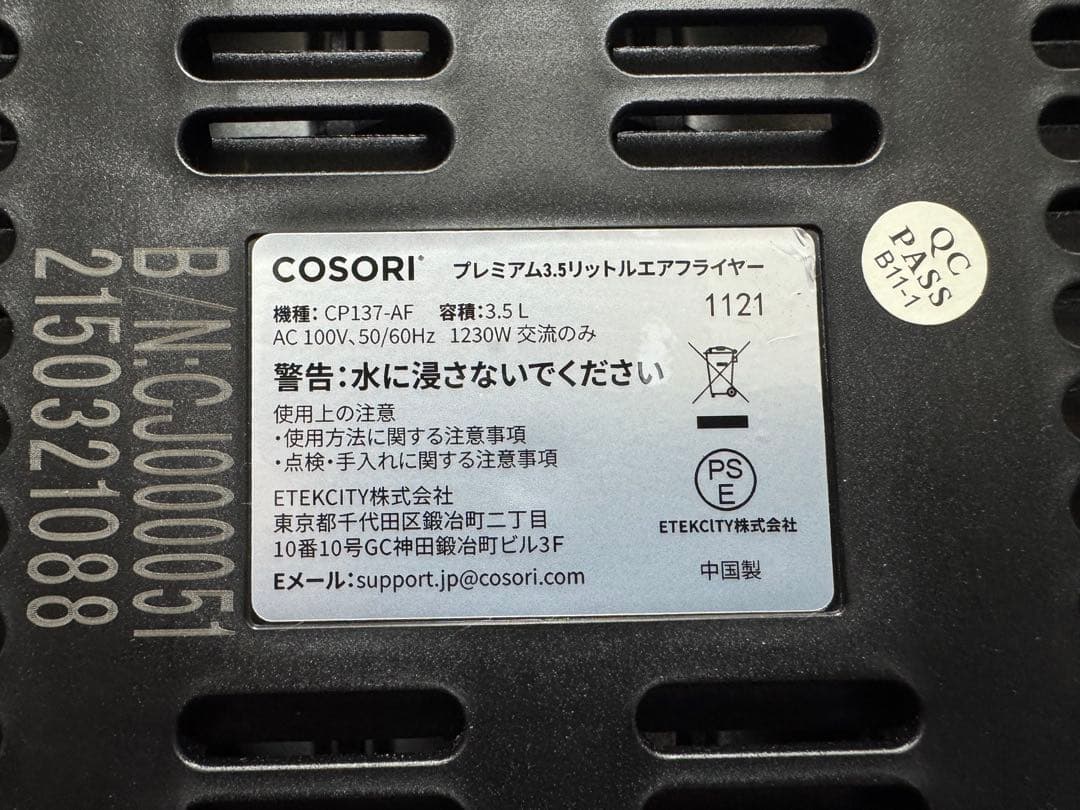 COSORI® プレミアム3.5リットルエアフライヤー
機種: CP137-AF 容積:3.5 L
1121
AC 100V、50/60Hz 1230W 交流のみ
警告:水に浸さないでください
使用上の注意
・使用方法に関する注意事項
・点検・手入れに関する注意事項
ETEKCITY株式会社
東京都千代田区鍛冶町二丁目
10番10号GC神田鍛冶町ビル3F
Eメール:support.jp@cosori.com
PS
E
ETEKCITY株式会社
中国製
QC
PASS
B11-1
B/N:CJ000051
2150321088